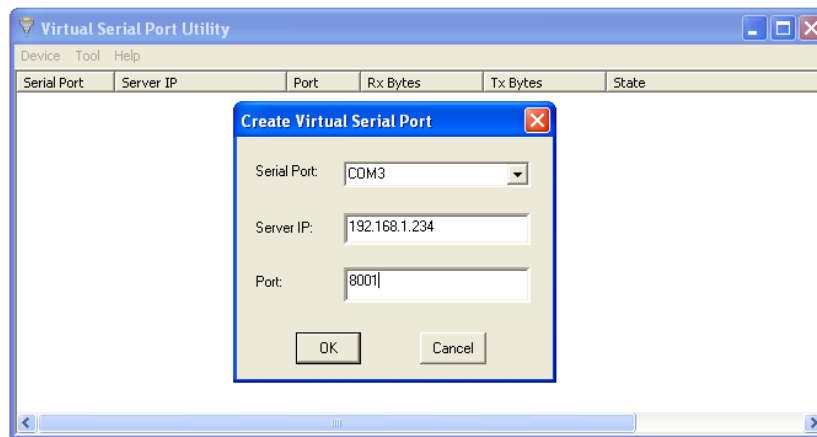 Virtual Serial Port Utility
Device Tool Help
Serial Port Server IP Port Rx Bytes Tx Bytes State
Create Virtual Serial Port
Serial Port: COM3
Server IP: 192.168.1.234
Port: 8001
OK Cancel